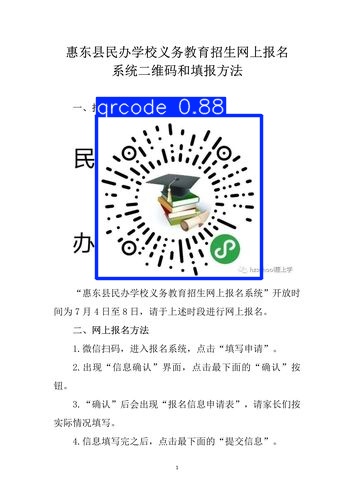 惠东县民办学校义务教育招生网上报名
系统二维码和填报方法
一、
qrcode 0.88
民
办
“惠东县民办学校义务教育招生网上报名系统”开放时
间为 7 月 4 日至 8 日，请于上述时段进行网上报名。
二、网上报名方法
1.微信扫码，进入报名系统，点击“填写申请”。
2.出现“信息确认”界面，点击最下面的“确认”按
钮。
3.“确认”后会出现“报名信息申请表”，请家长们按
实际情况填写。
4.信息填写完之后，点击最下面的“提交信息”。
1